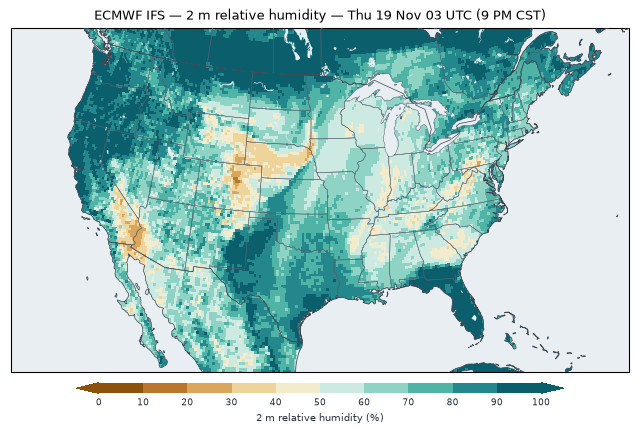 ECMWF IFS — 2 m relative humidity — Thu 19 Nov 03 UTC (9 PM CST)
0 10 20 30 40 50 60 70 80 90 100
2 m relative humidity (%)